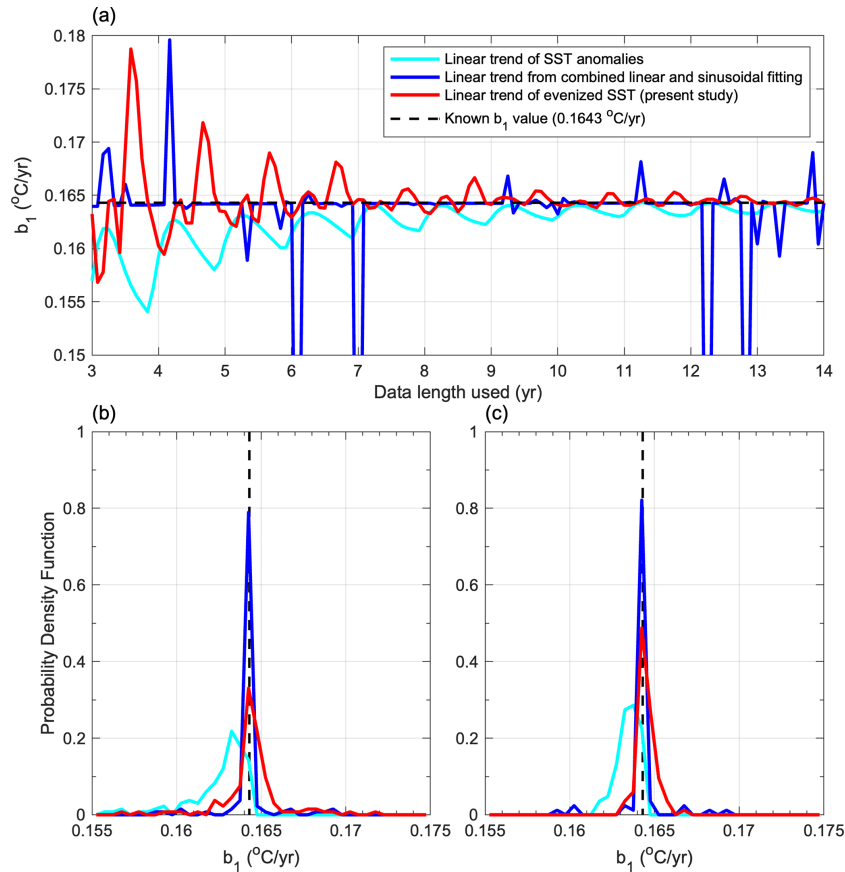 (a)
0.18
0.175
0.17
0.165
0.16
0.155
0.15
b1 (oC/yr)
Linear trend of SST anomalies
Linear trend from combined linear and sinusoidal fitting
Linear trend of evenized SST (present study)
Known b1 value (0.1643 oC/yr)
3 4 5 6 7 8 9 10 11 12 13 14
Data length used (yr)
(b)
1
0.8
0.6
0.4
0.2
0
Probability Density Function
0.155 0.16 0.165 0.17 0.175
b1 (oC/yr)
(c)
1
0.8
0.6
0.4
0.2
0
0.155 0.16 0.165 0.17 0.175
b1 (oC/yr)